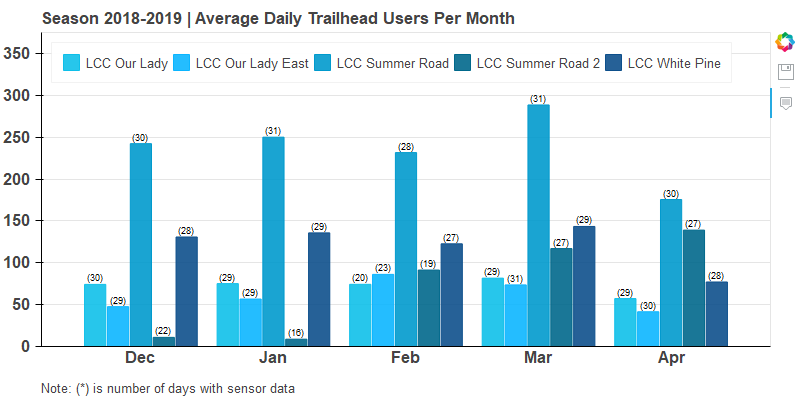 Season 2018-2019 | Average Daily Trailhead Users Per Month
LCC Our Lady LCC Our Lady East LCC Summer Road LCC Summer Road 2 LCC White Pine
350
300
250
200
150
100
50
0
(30) (29) (30) (22) (28)
(29) (29) (31) (16) (29)
(20) (23) (28) (19) (27)
(29) (31) (31) (27) (29)
(29) (30) (30) (27) (28)
Dec Jan Feb Mar Apr
Note: (*) is number of days with sensor data